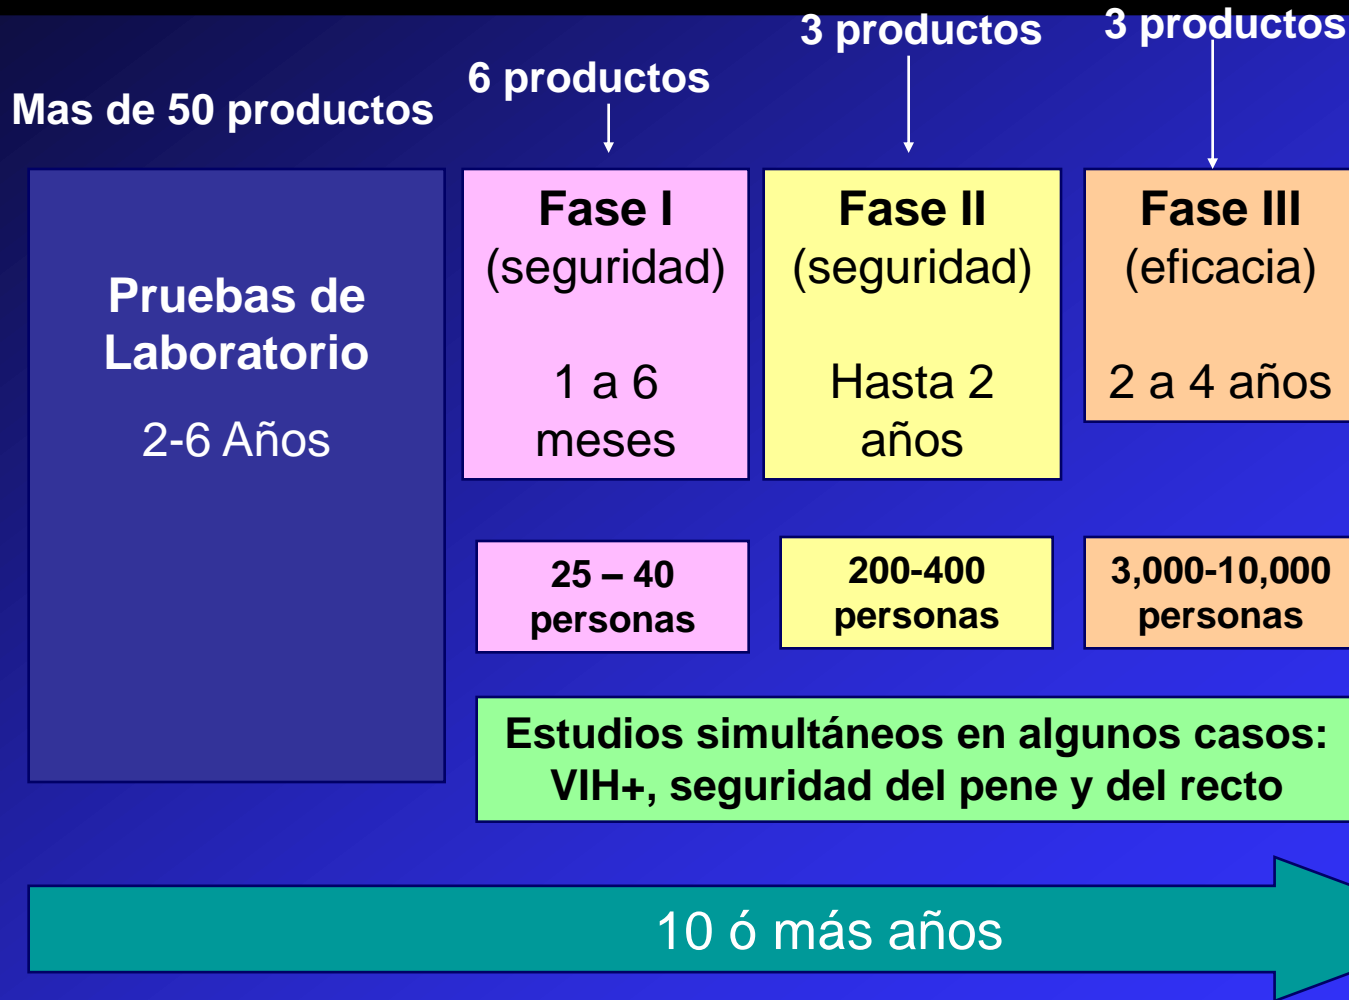 3 productos
3 productos
6 productos
Mas de 50 productos
Pruebas de
Laboratorio
2-6 Años
Fase I
(seguridad)
1 a 6
meses
Fase II
(seguridad)
Hasta 2
años
Fase III
(eficacia)
2 a 4 años
25 – 40
personas
200-400
personas
3,000-10,000
personas
Estudios simultáneos en algunos casos:
VIH+, seguridad del pene y del recto
10 ó más años